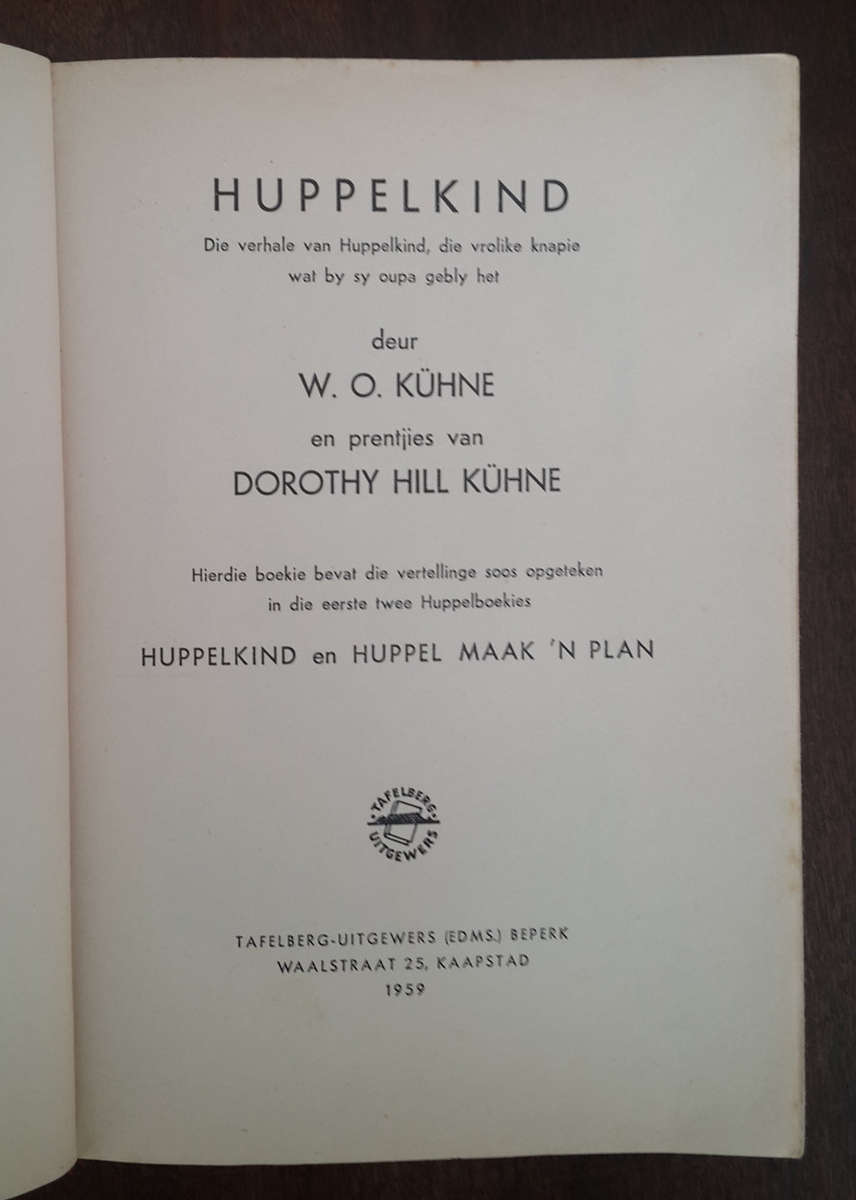 HUPPELKIND
Die verhale van Huppelkind, die vrolike knapie
wat by sy oupa gebly het
deur
W. O. KÜHNE
en prentjies van
DOROTHY HILL KÜHNE
Hierdie boekie bevat die vertellinge soos opgeteken
in die eerste twee Huppelboekies
HUPPELKIND en HUPPEL MAAK 'N PLAN
TAFELBERG
UITGEWERS
TAFELBERG-UITGEWERS (EDMS.) BEPERK
WAALSTRAAT 25, KAAPSTAD
1959